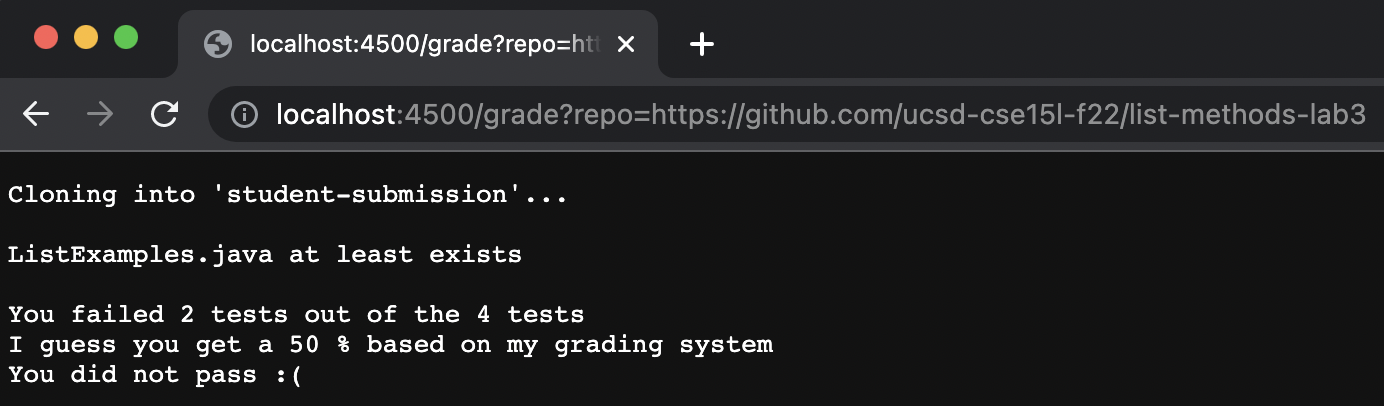 localhost:4500/grade?repo=htt
localhost:4500/grade?repo=https://github.com/ucsd-cse15l-f22/list-methods-lab3
Cloning into 'student-submission'...
ListExamples.java at least exists
You failed 2 tests out of the 4 tests
I guess you get a 50 % based on my grading system
You did not pass :(